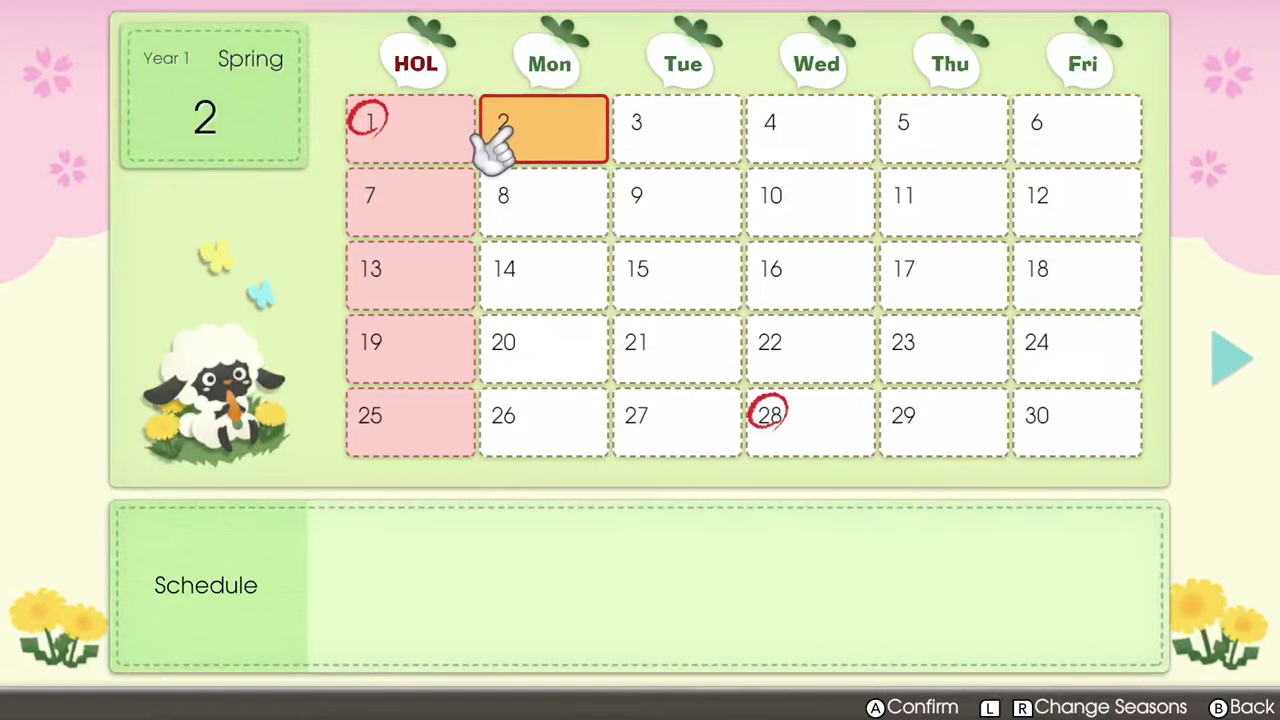 Year 1 Spring
2
HOL Mon Tue Wed Thu Fri
1 2 3 4 5 6
7 8 9 10 11 12
13 14 15 16 17 18
19 20 21 22 23 24
25 26 27 28 29 30
Schedule
A Confirm L R Change Seasons B Back